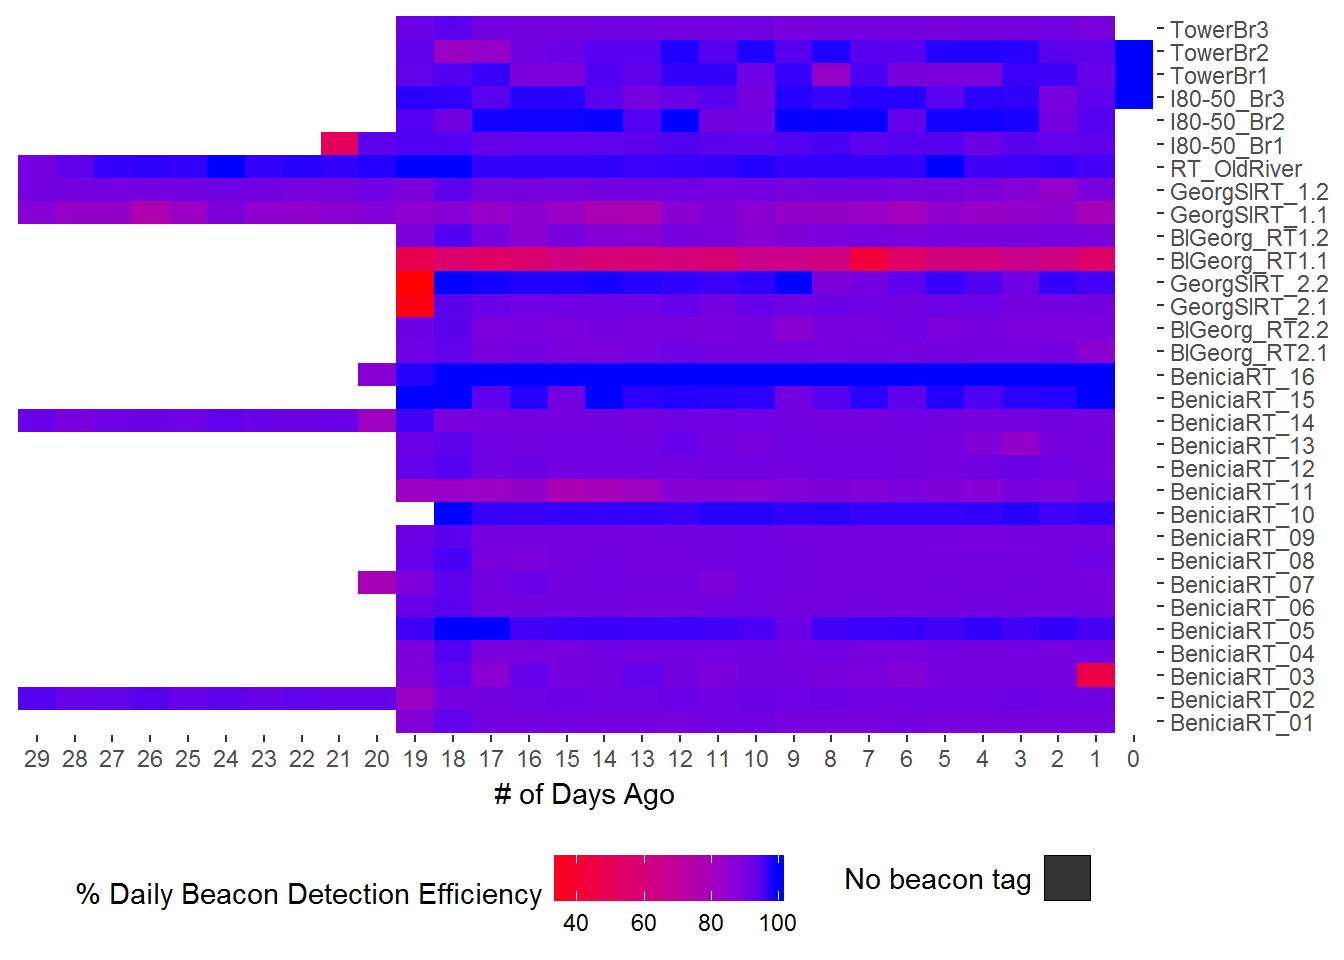 TowerBr3
TowerBr2
TowerBr1
I80-50_Br3
I80-50_Br2
I80-50_Br1
RT_OldRiver
GeorgSlRT_1.2
GeorgSlRT_1.1
BlGeorg_RT1.2
BlGeorg_RT1.1
GeorgSlRT_2.2
GeorgSlRT_2.1
BlGeorg_RT2.2
BlGeorg_RT2.1
BeniciaRT_16
BeniciaRT_15
BeniciaRT_14
BeniciaRT_13
BeniciaRT_12
BeniciaRT_11
BeniciaRT_10
BeniciaRT_09
BeniciaRT_08
BeniciaRT_07
BeniciaRT_06
BeniciaRT_05
BeniciaRT_04
BeniciaRT_03
BeniciaRT_02
BeniciaRT_01
29 28 27 26 25 24 23 22 21 20 19 18 17 16 15 14 13 12 11 10 9 8 7 6 5 4 3 2 1 0
# of Days Ago
% Daily Beacon Detection Efficiency
40 60 80 100
No beacon tag